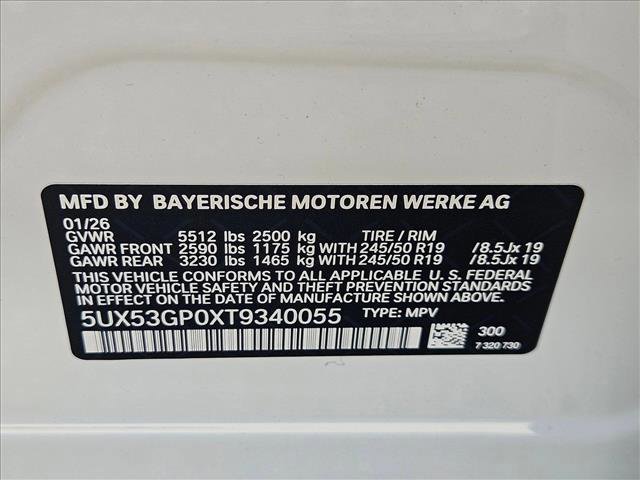 MFD BY BAYERISCHE MOTOREN WERKE AG
01/26
GVWR 5512 lbs 2500 kg TIRE / RIM
GAWR FRONT 2590 lbs 1175 kg WITH 245/50 R19 /8.5Jx 19
GAWR REAR 3230 lbs 1465 kg WITH 245/50 R19 /8.5Jx 19
THIS VEHICLE CONFORMS TO ALL APPLICABLE U. S. FEDERAL
MOTOR VEHICLE SAFETY AND THEFT PREVENTION STANDARDS
IN EFFECT ON THE DATE OF MANUFACTURE SHOWN ABOVE.
5UX53GP0XT9340055 TYPE: MPV
300
7 320 730